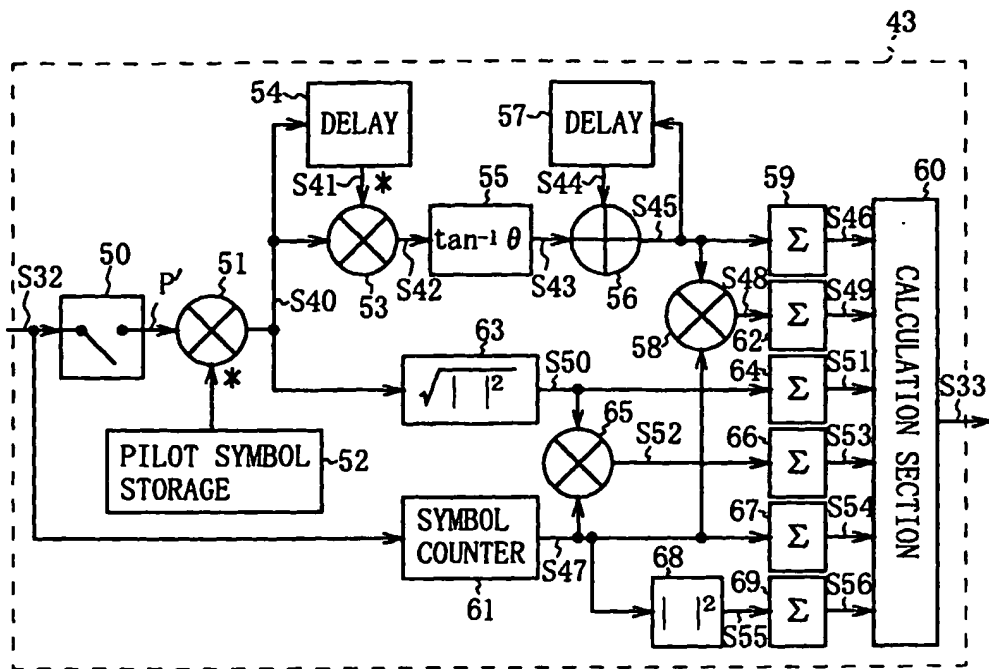 43
54
DELAY
57
DELAY
60
S41
*
55
S44
59
S45
S46
tan⁻¹ θ
Σ
S32
50
P'
51
S40
S42
S43
53
56
S48
S49
Σ
62
58
63
√| |²
S50
64
S51
Σ
S33
*
65
S52
66
S53
Σ
PILOT SYMBOL
STORAGE
52
SYMBOL
COUNTER
67
S54
Σ
S47
61
68
| |²
S55
69
S56
Σ
CALCULATION SECTION